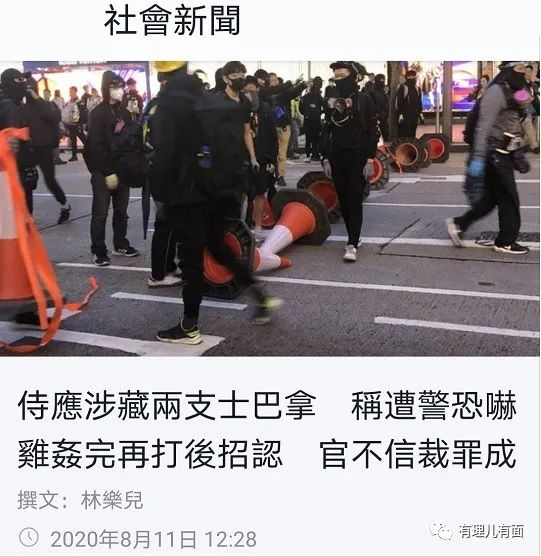 社會新聞
侍應涉藏兩支士巴拿　稱遭警恐嚇
雞姦完再打後招認　官不信裁罪成
撰文：林樂兒
2020年8月11日 12:28
有理儿有面